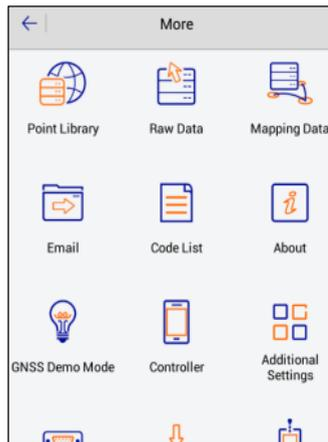 More
Point Library
Raw Data
Mapping Data
Email
Code List
About
GNSS Demo Mode
Controller
Additional
Settings